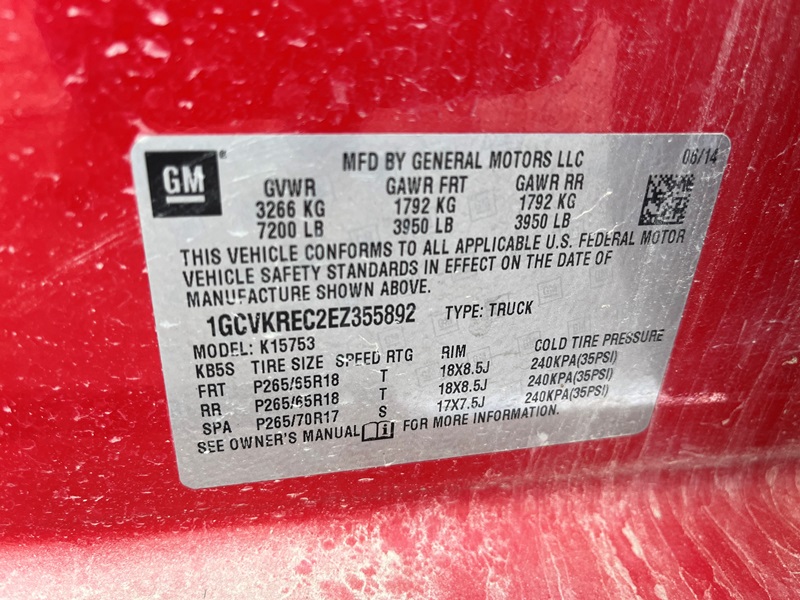 GM ® MFD BY GENERAL MOTORS LLC 06/14
GVWR GAWR FRT GAWR RR
3266 KG 1792 KG 1792 KG
7200 LB 3950 LB 3950 LB
THIS VEHICLE CONFORMS TO ALL APPLICABLE U.S. FEDERAL MOTOR
VEHICLE SAFETY STANDARDS IN EFFECT ON THE DATE OF
MANUFACTURE SHOWN ABOVE.
1GCVKREC2EZ355892 TYPE: TRUCK
MODEL: K15753
KB5S TIRE SIZE SPEED RTG RIM COLD TIRE PRESSURE
FRT P265/65R18 T 18X8.5J 240KPA(35PSI)
RR P265/65R18 T 18X8.5J 240KPA(35PSI)
SPA P265/70R17 S 17X7.5J 240KPA(35PSI)
SEE OWNER'S MANUAL i FOR MORE INFORMATION.